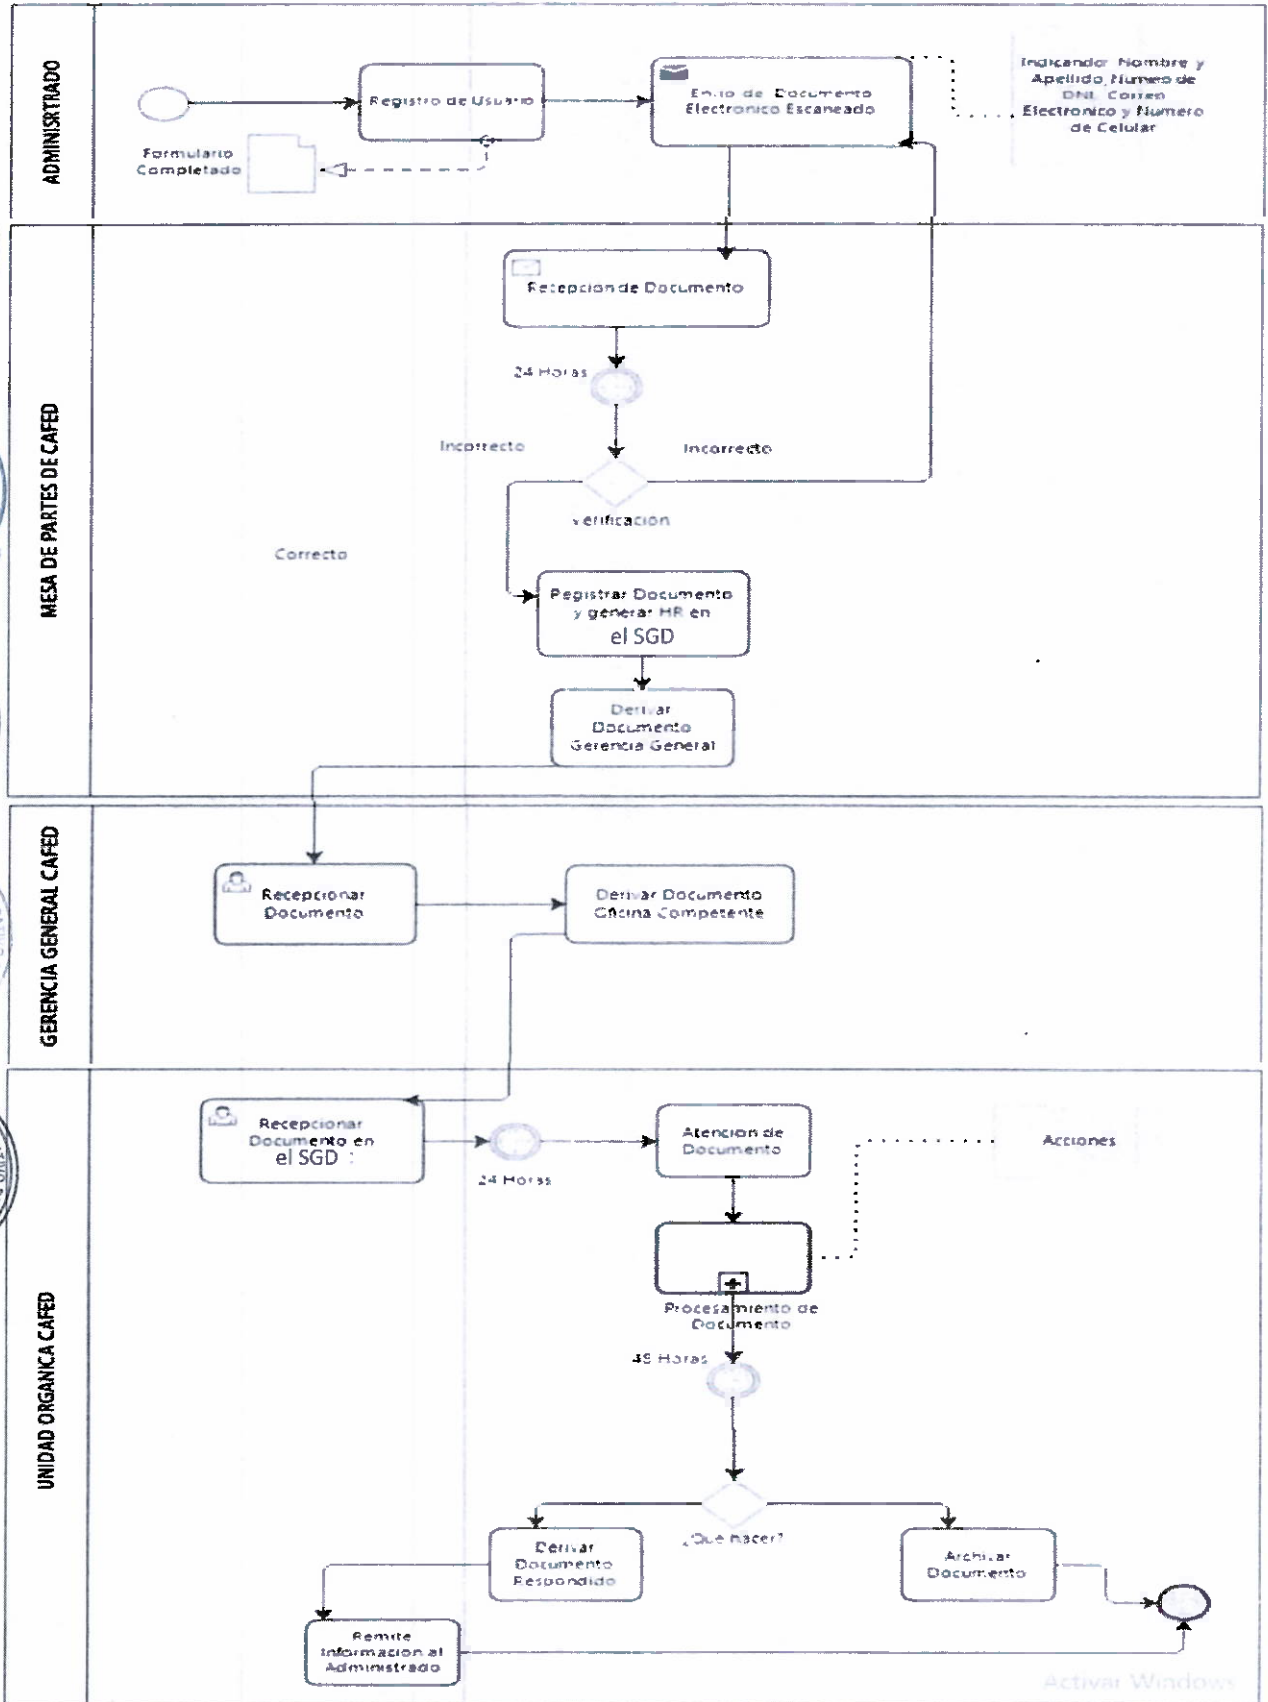 ADMINISRTRADO
Registro de Usuario
Envio de Documento
Electronico Escaneado
Indicando: Nombre y
Apellido, Numero de
DNI, Correo
Electronico y Numero
de Celular
Formulario
Completado
MESA DE PARTES DE CAFED
Recepcion de Documento
24 Horas
Incorrecto
Incorrecto
Verificacion
Correcto
Registrar Documento
y generar HR en
el SGD
Derivar
Documento
Gerencia General
GERENCIA GENERAL CAFED
Recepcionar
Documento
Derivar Documento
Oficina Competente
UNIDAD ORGANICA CAFED
Recepcionar
Documento en
el SGD :
24 Horas
Atencion de
Documento
Acciones
Procesamiento de
Documento
48 Horas
¿Que hacer?
Derivar
Documento
Respondido
Archivar
Documento
Remite
Informacion al
Administrado
Activar Windows